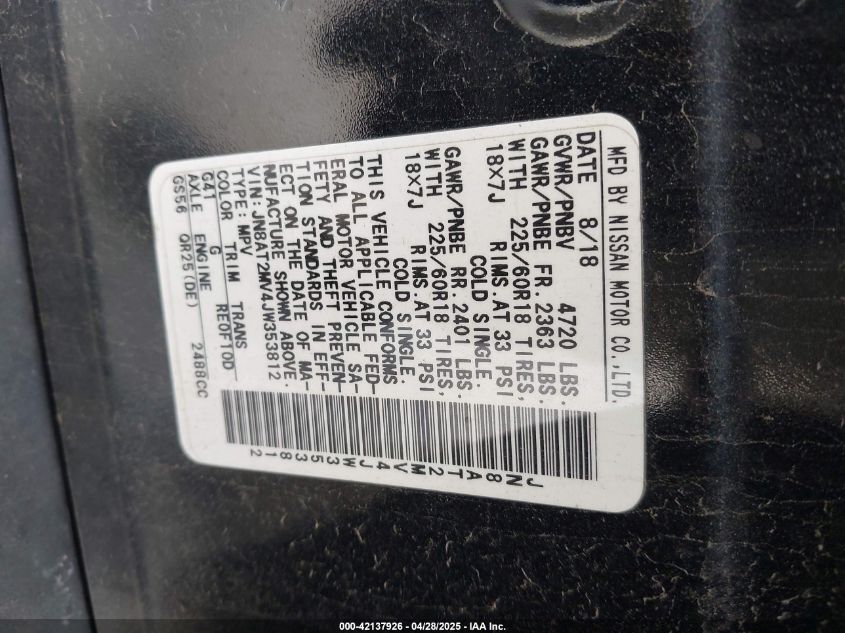 MFD BY NISSAN MOTOR CO.,LTD.
DATE 8/18
GVWR/PNBV 4720 LBS.
GAWR/PNBE FR. 2363 LBS.
WITH 225/60R18 TIRES,
18X7J RIMS.AT 33 PSI
COLD SINGLE.
GAWR/PNBE RR. 2401 LBS.
WITH 225/60R18 TIRES,
18X7J RIMS.AT 33 PSI
COLD SINGLE.
THIS VEHICLE CONFORMS
TO ALL APPLICABLE FED-
ERAL MOTOR VEHICLE SA-
FETY AND THEFT PREVEN-
TION STANDARDS IN EFF-
ECT ON THE DATE OF MA-
NUFACTURE SHOWN ABOVE.
VIN:JN8AT2MV4JW353812
TYPE:MPV
COLOR TRIM TRANS
G41 G RE0F10D
AXLE ENGINE
GS56 QR25(DE) 2488CC
JN8AT2MV4JW353812
000-42137926 - 04/28/2025 - IAA Inc.